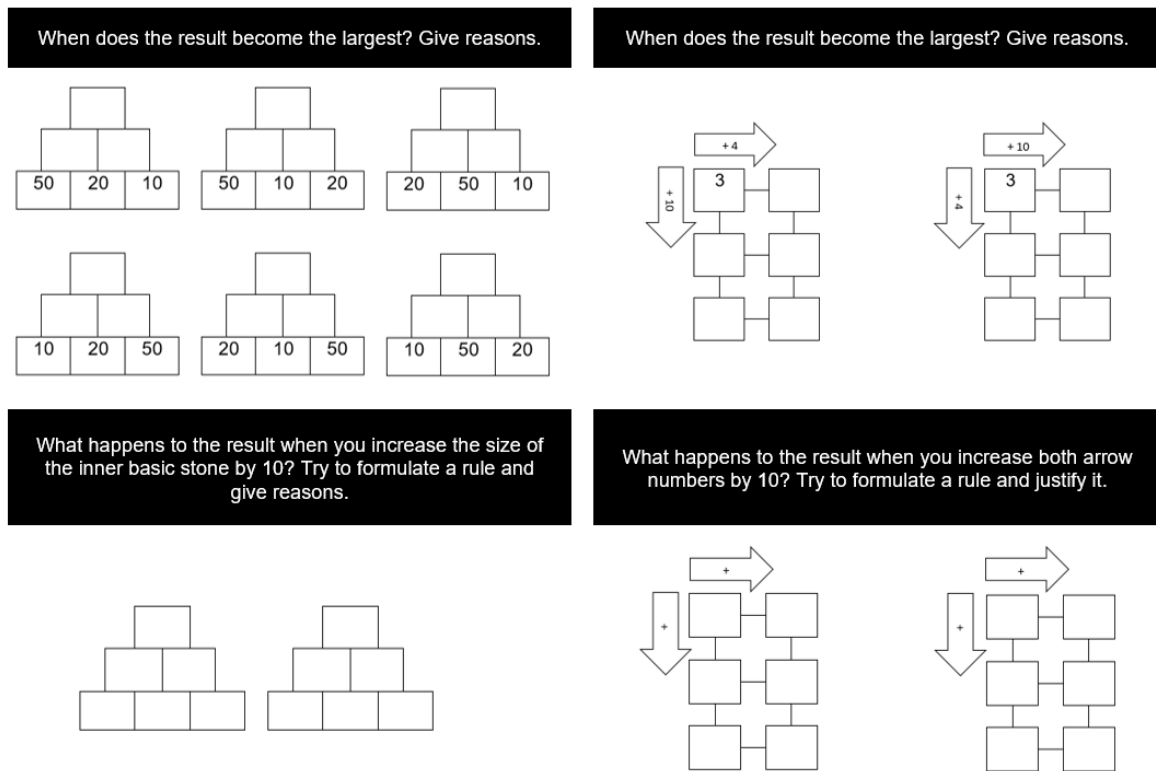 When does the result become the largest? Give reasons.
50 20 10
50 10 20
20 50 10
10 20 50
20 10 50
10 50 20
When does the result become the largest? Give reasons.
+ 4
+ 10
3
+ 10
+ 4
3
What happens to the result when you increase the size of
the inner basic stone by 10? Try to formulate a rule and
give reasons.
What happens to the result when you increase both arrow
numbers by 10? Try to formulate a rule and justify it.
+
+
+
+